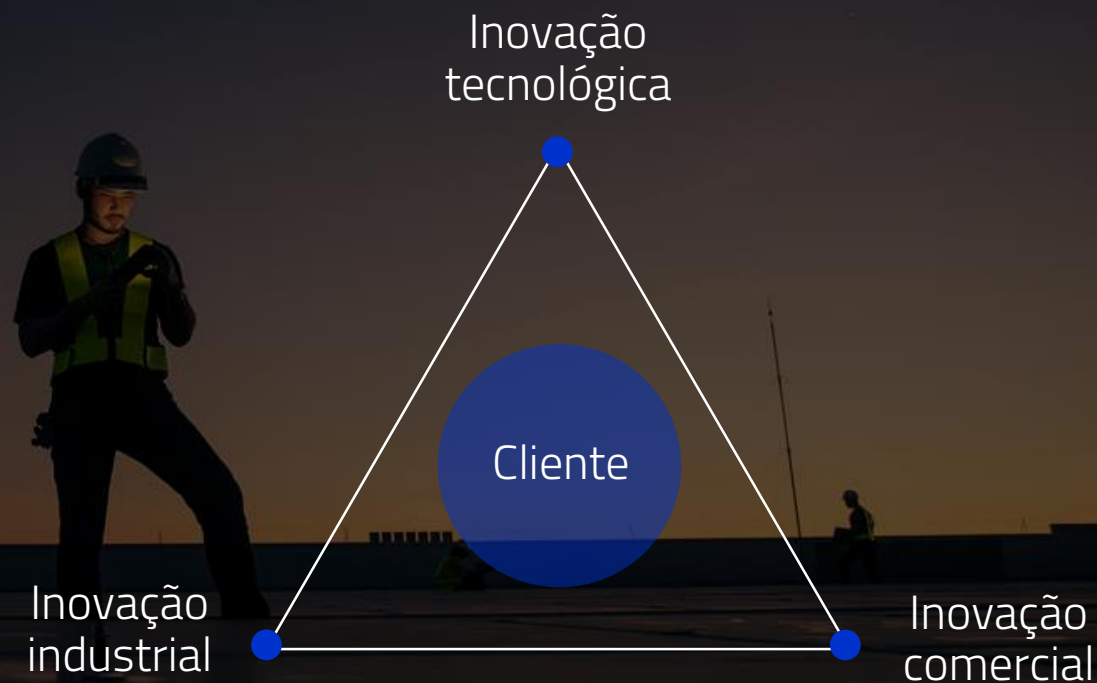 Inovação
tecnológica
Cliente
Inovação
industrial
Inovação
comercial